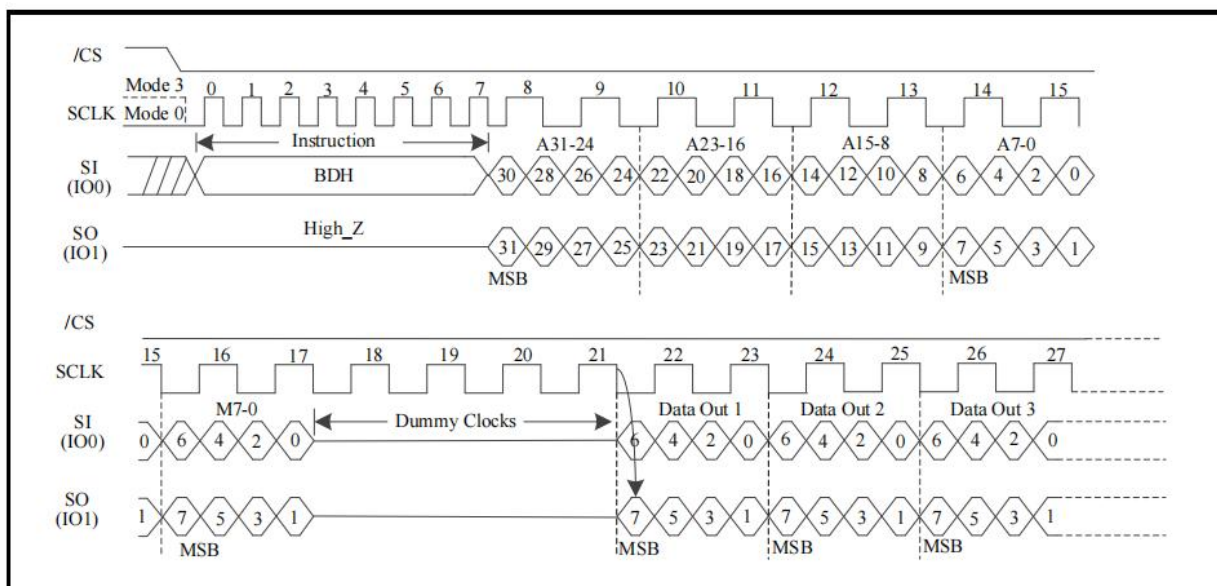 /CS
Mode 3
0 1 2 3 4 5 6 7 8 9 10 11 12 13 14 15
SCLK
Mode 0
Instruction
A31-24 A23-16 A15-8 A7-0
SI
(IO0)
BDH
30 28 26 24 22 20 18 16 14 12 10 8 6 4 2 0
High_Z
SO
(IO1)
31 29 27 25 23 21 19 17 15 13 11 9 7 5 3 1
MSB MSB
/CS
15 16 17 18 19 20 21 22 23 24 25 26 27
SCLK
M7-0 Dummy Clocks Data Out 1 Data Out 2 Data Out 3
SI
(IO0)
0 6 4 2 0 6 4 2 0 6 4 2 0 6 4 2 0
SO
(IO1)
1 7 5 3 1 7 5 3 1 7 5 3 1 7 5 3 1
MSB MSB MSB MSB